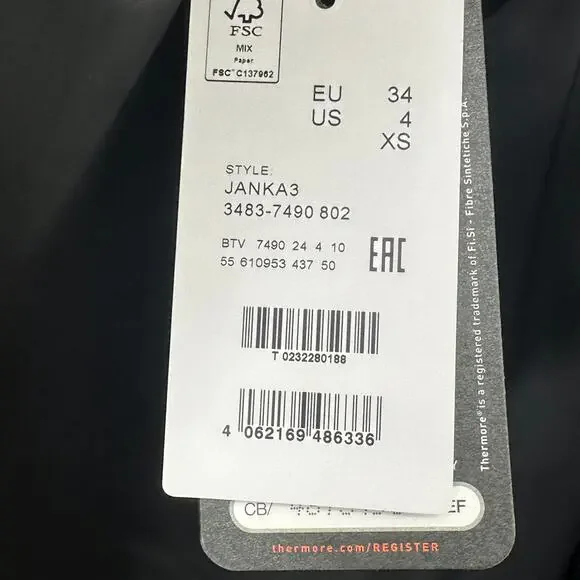 FSC
MIX
Paper
FSC™ C137962
EU 34
US 4
XS
STYLE:
JANKA3
3483-7490 802
BTV 7490 24 4 10
55 610953 437 50
EAC
T 0232280188
4 062169 486336
Thermore® is a registered trademark of Fi.Si - Fibre Sintetiche S.p.A.
CB/
EF
thermore.com/REGISTER